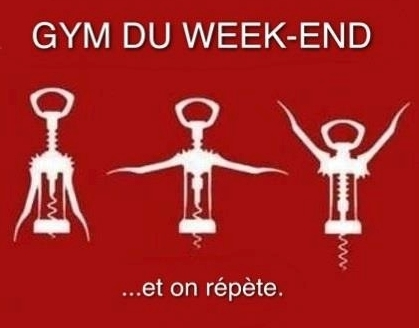 GYM DU WEEK-END
...et on répète.